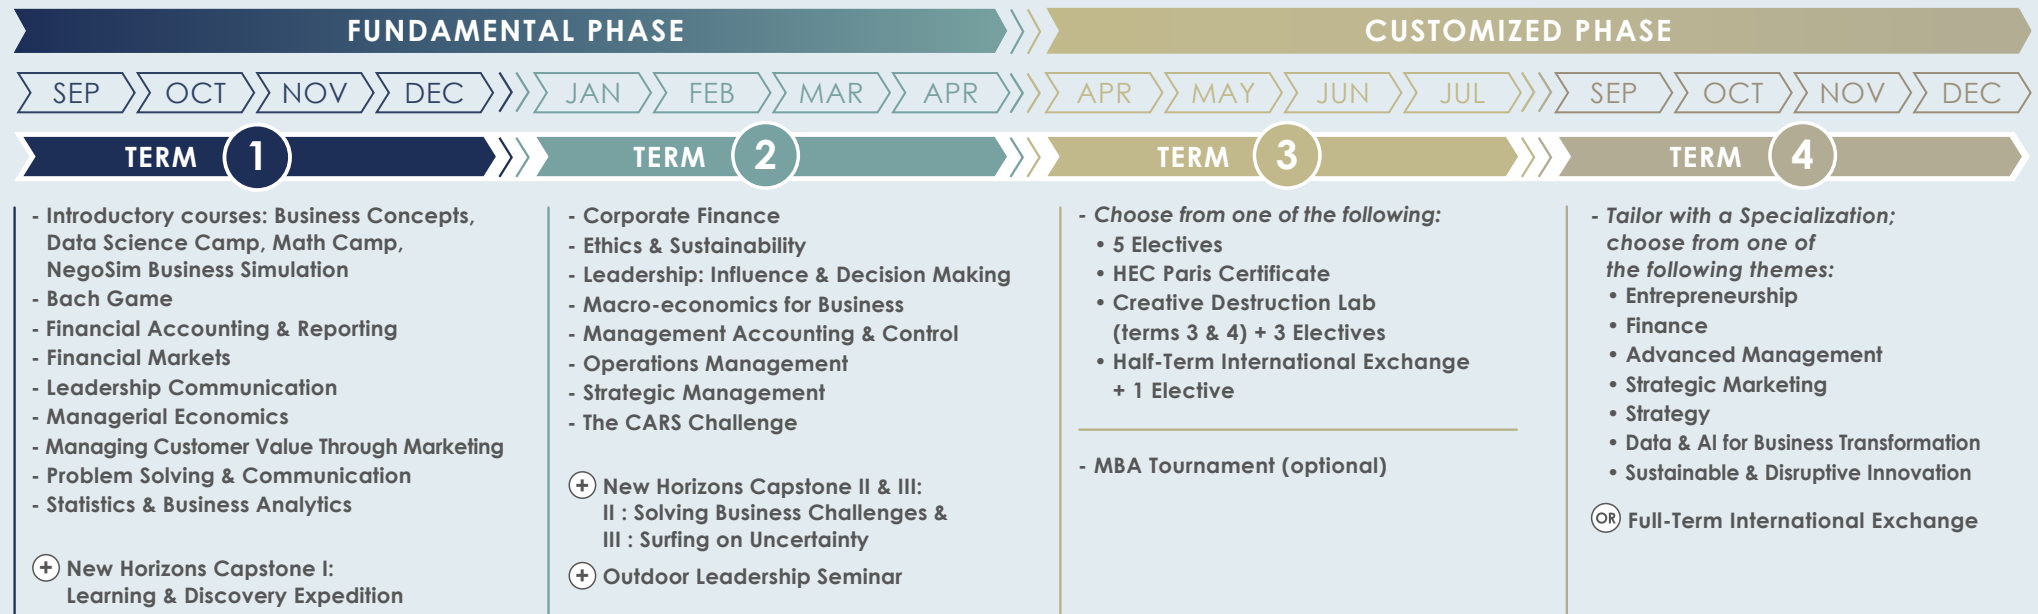 FUNDAMENTAL PHASE
CUSTOMIZED PHASE
SEP OCT NOV DEC JAN FEB MAR APR APR MAY JUN JUL SEP OCT NOV DEC
TERM 1
- Introductory courses: Business Concepts,
Data Science Camp, Math Camp,
NegoSim Business Simulation
- Bach Game
- Financial Accounting & Reporting
- Financial Markets
- Leadership Communication
- Managerial Economics
- Managing Customer Value Through Marketing
- Problem Solving & Communication
- Statistics & Business Analytics
+ New Horizons Capstone I:
Learning & Discovery Expedition
TERM 2
- Corporate Finance
- Ethics & Sustainability
- Leadership: Influence & Decision Making
- Macro-economics for Business
- Management Accounting & Control
- Operations Management
- Strategic Management
- The CARS Challenge
+ New Horizons Capstone II & III:
II : Solving Business Challenges &
III : Surfing on Uncertainty
+ Outdoor Leadership Seminar
TERM 3
- Choose from one of the following:
• 5 Electives
• HEC Paris Certificate
• Creative Destruction Lab
(terms 3 & 4) + 3 Electives
• Half-Term International Exchange
+ 1 Elective
- MBA Tournament (optional)
TERM 4
- Tailor with a Specialization;
choose from one of
the following themes:
• Entrepreneurship
• Finance
• Advanced Management
• Strategic Marketing
• Strategy
• Data & AI for Business Transformation
• Sustainable & Disruptive Innovation
OR Full-Term International Exchange